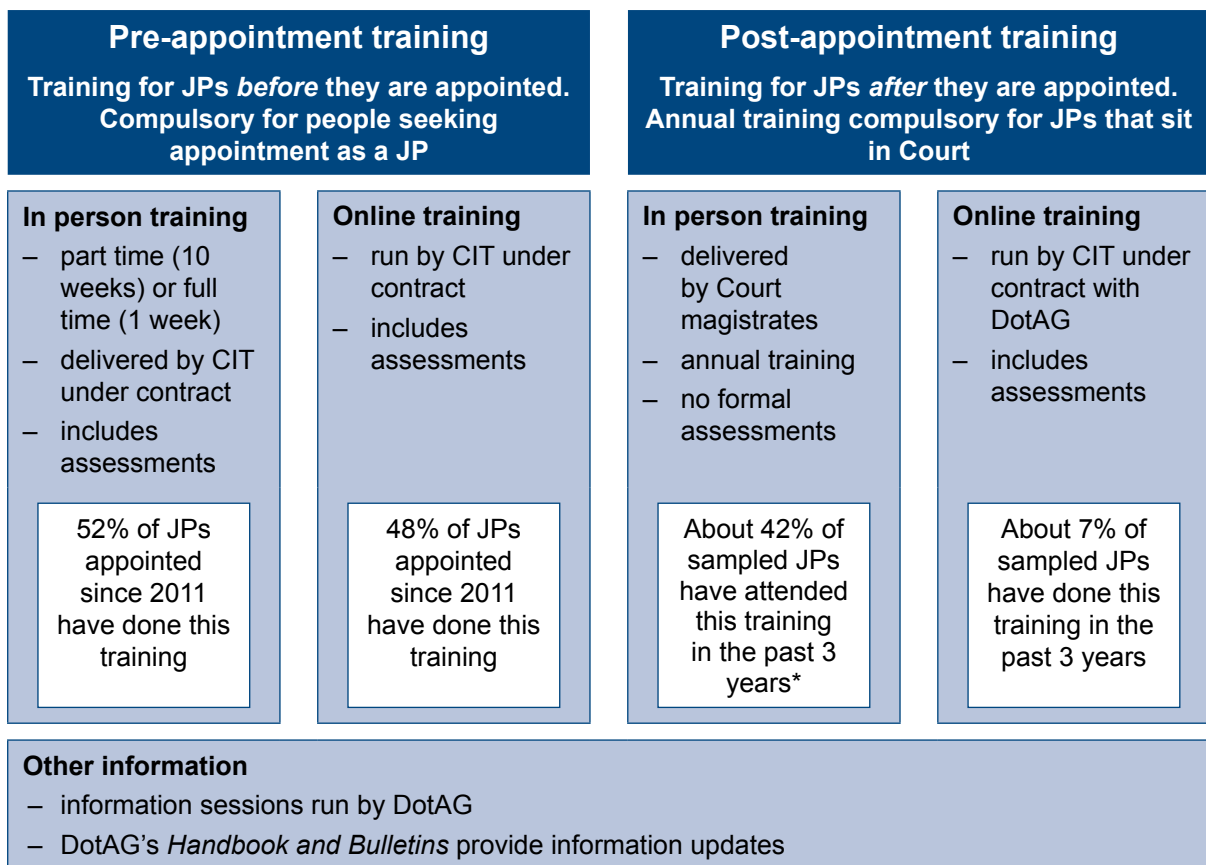 Pre-appointment training
Training for JPs before they are appointed.
Compulsory for people seeking
appointment as a JP
Post-appointment training
Training for JPs after they are appointed.
Annual training compulsory for JPs that sit
in Court
In person training
– part time (10
weeks) or full
time (1 week)
– delivered by CIT
under contract
– includes
assessments
52% of JPs
appointed
since 2011
have done this
training
Online training
– run by CIT under
contract
– includes
assessments
48% of JPs
appointed
since 2011
have done this
training
In person training
– delivered
by Court
magistrates
– annual training
– no formal
assessments
About 42% of
sampled JPs
have attended
this training
in the past 3
years*
Online training
– run by CIT under
contract with
DotAG
– includes
assessments
About 7% of
sampled JPs
have done this
training in the
past 3 years
Other information
– information sessions run by DotAG
– DotAG's Handbook and Bulletins provide information updates